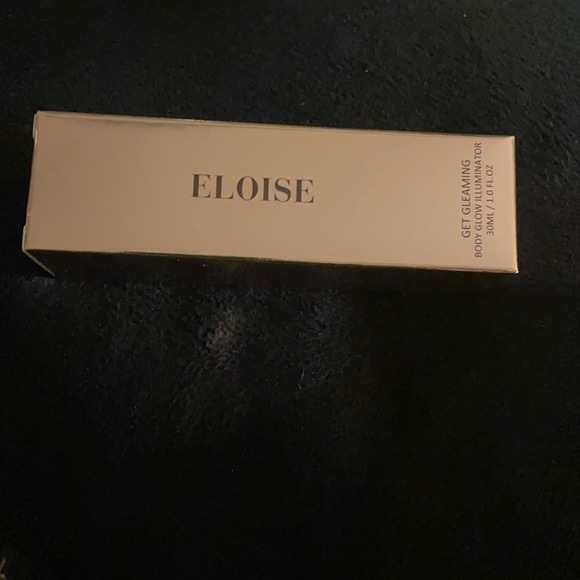 ELOISE
GET GLEAMING
BODY GLOW ILLUMINATOR
30ML / 1.0 FL.OZ